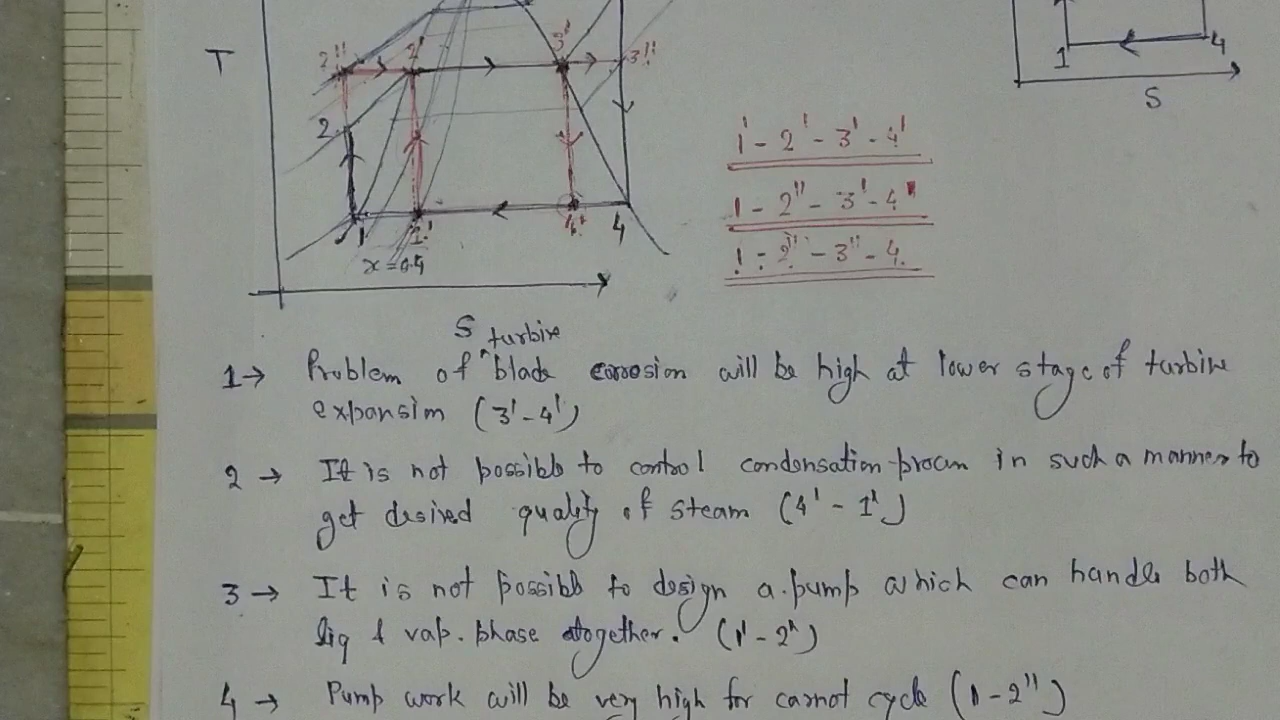 T
2''
2'
3'
3''
2
1
1'
4'
4
x = 0.4
S
1
4
S
1' - 2' - 3' - 4'
1 - 2'' - 3' - 4'
1 - 2'' - 3'' - 4
turbine
1→ Problem of ^ blade corrosion will be high at lower stage of turbine
expansim (3' - 4')
2 → It is not possible to control condensation procen in such a manner to
get desired quality of steam (4' - 1')
3 → It is not possible to design a pump which can handle both
liq & vap. phase atogether. (1' - 2')
4 → Pump work will be very high for carnot cycle (1 - 2'')